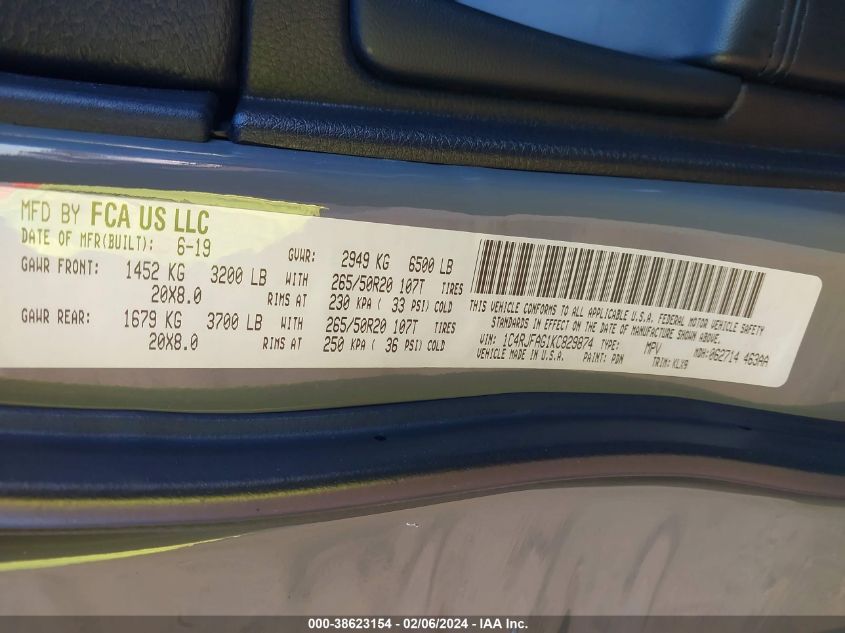 MFD BY FCA US LLC
DATE OF MFR(BUILT): 6-19 GVWR: 2949 KG 6500 LB
GAWR FRONT: 1452 KG 3200 LB WITH 265/50R20 107T TIRES
20X8.0 RIMS AT 230 KPA ( 33 PSI) COLD
GAWR REAR: 1679 KG 3700 LB WITH 265/50R20 107T TIRES
20X8.0 RIMS AT 250 KPA ( 36 PSI) COLD
THIS VEHICLE CONFORMS TO ALL APPLICABLE U.S.A. FEDERAL MOTOR VEHICLE SAFETY
STANDARDS IN EFFECT ON THE DATE OF MANUFACTURE SHOWN ABOVE.
VIN: 1C4RJFAG1KC829874 TYPE: MPV MDH:062714 463AA
VEHICLE MADE IN U.S.A. PAINT: PDN TRIM: KLX9
000-38623154 - 02/06/2024 - IAA Inc.